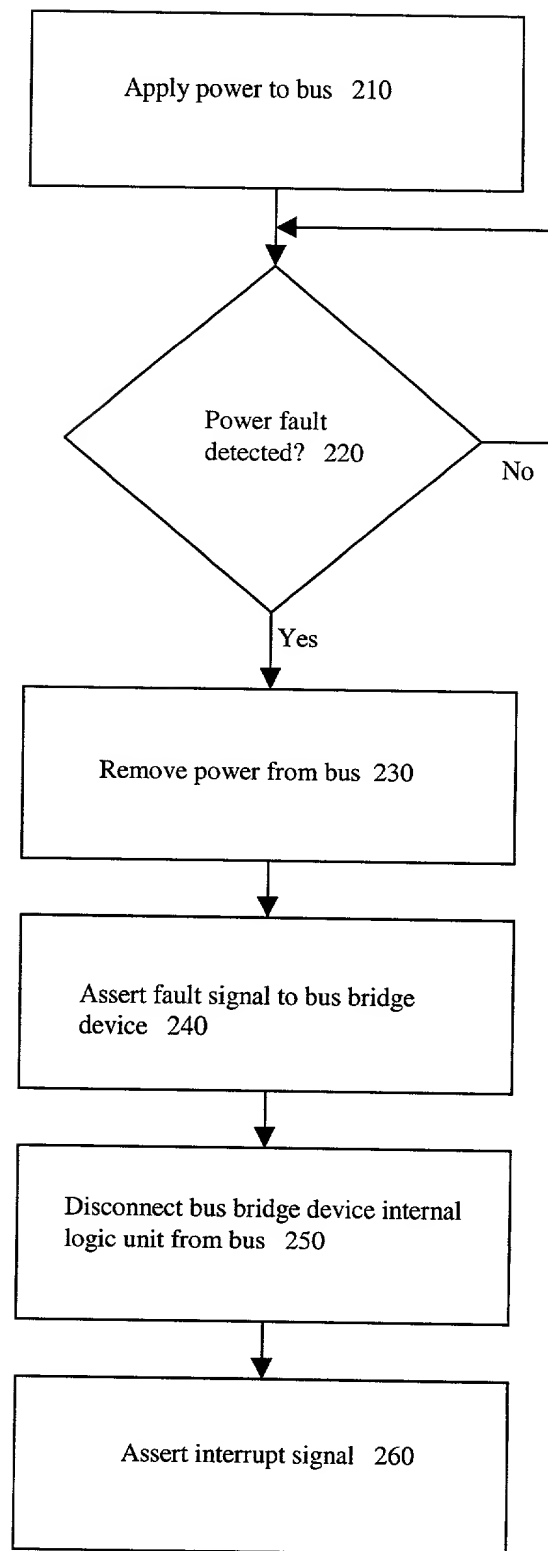 Apply power to bus 210
Power fault
detected? 220
No
Yes
Remove power from bus 230
Assert fault signal to bus bridge
device 240
Disconnect bus bridge device internal
logic unit from bus 250
Assert interrupt signal 260